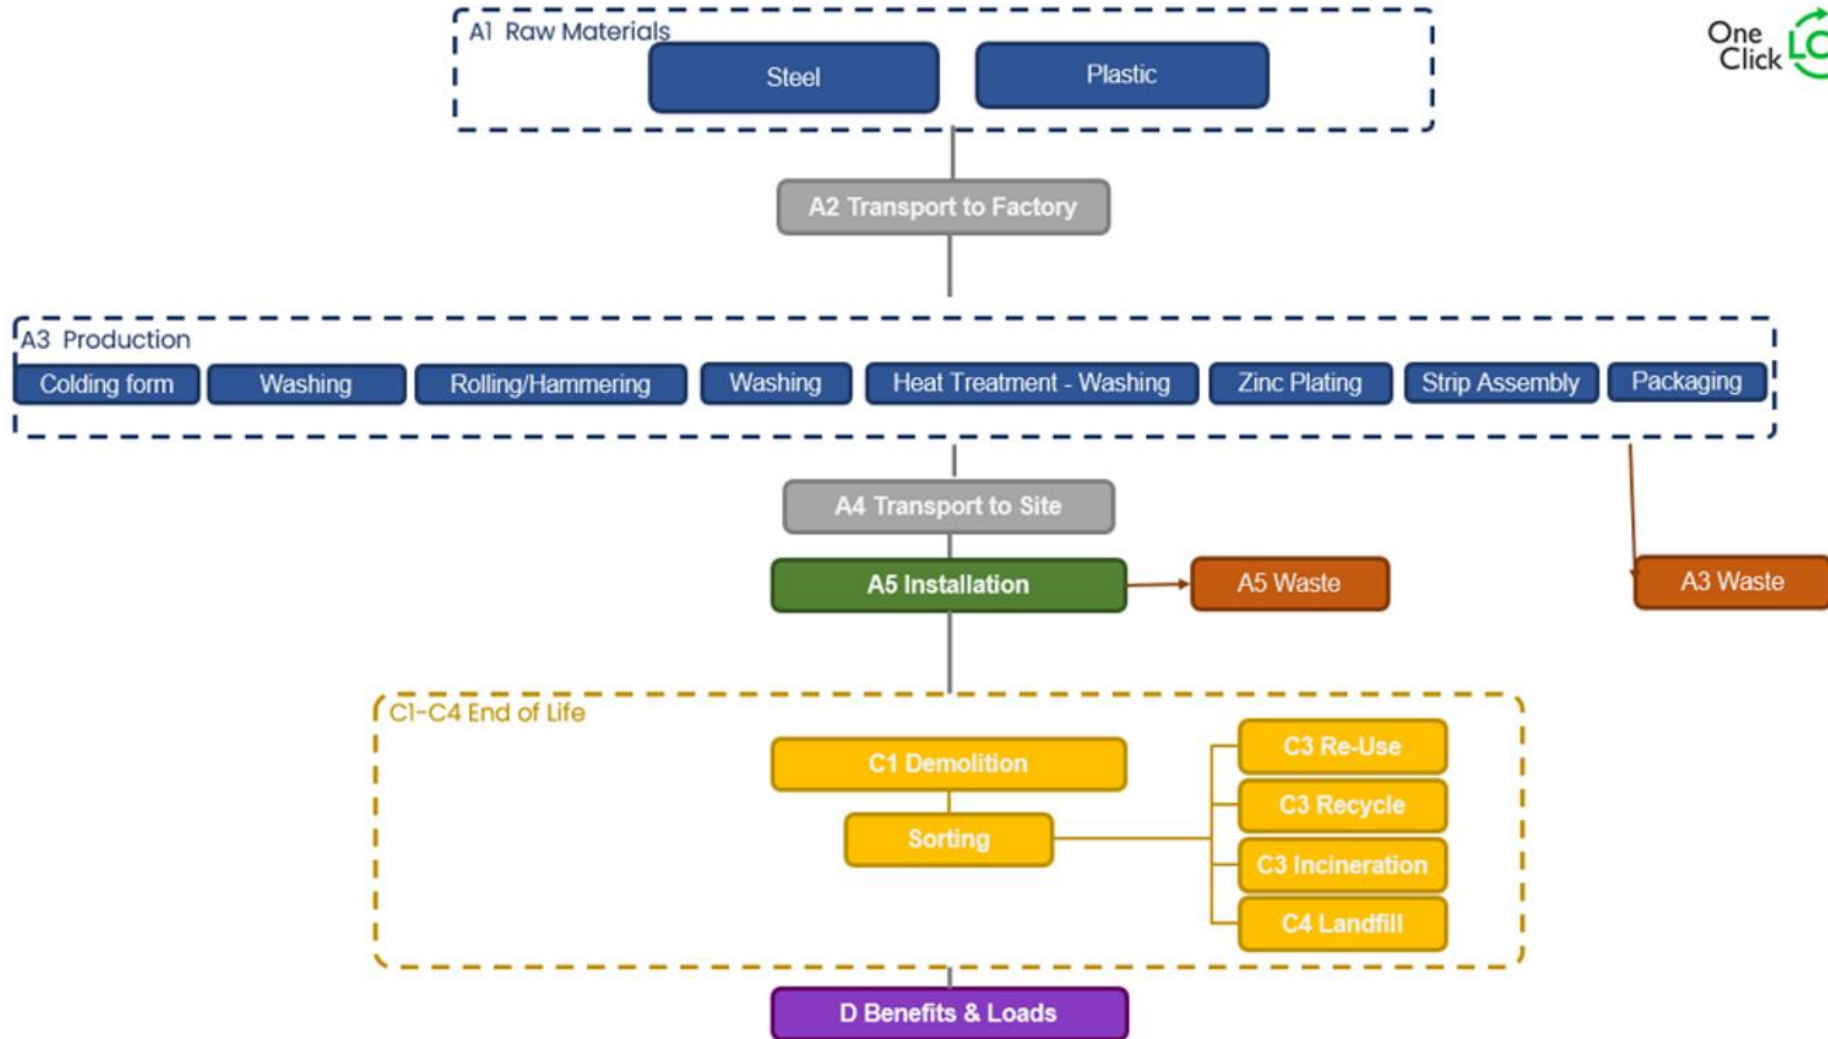 A1 Raw Materials
One
Click LC
Steel
Plastic
A2 Transport to Factory
A3 Production
Colding form
Washing
Rolling/Hammering
Washing
Heat Treatment - Washing
Zinc Plating
Strip Assembly
Packaging
A4 Transport to Site
A5 Installation
A5 Waste
A3 Waste
C1-C4 End of Life
C1 Demolition
Sorting
C3 Re-Use
C3 Recycle
C3 Incineration
C4 Landfill
D Benefits & Loads